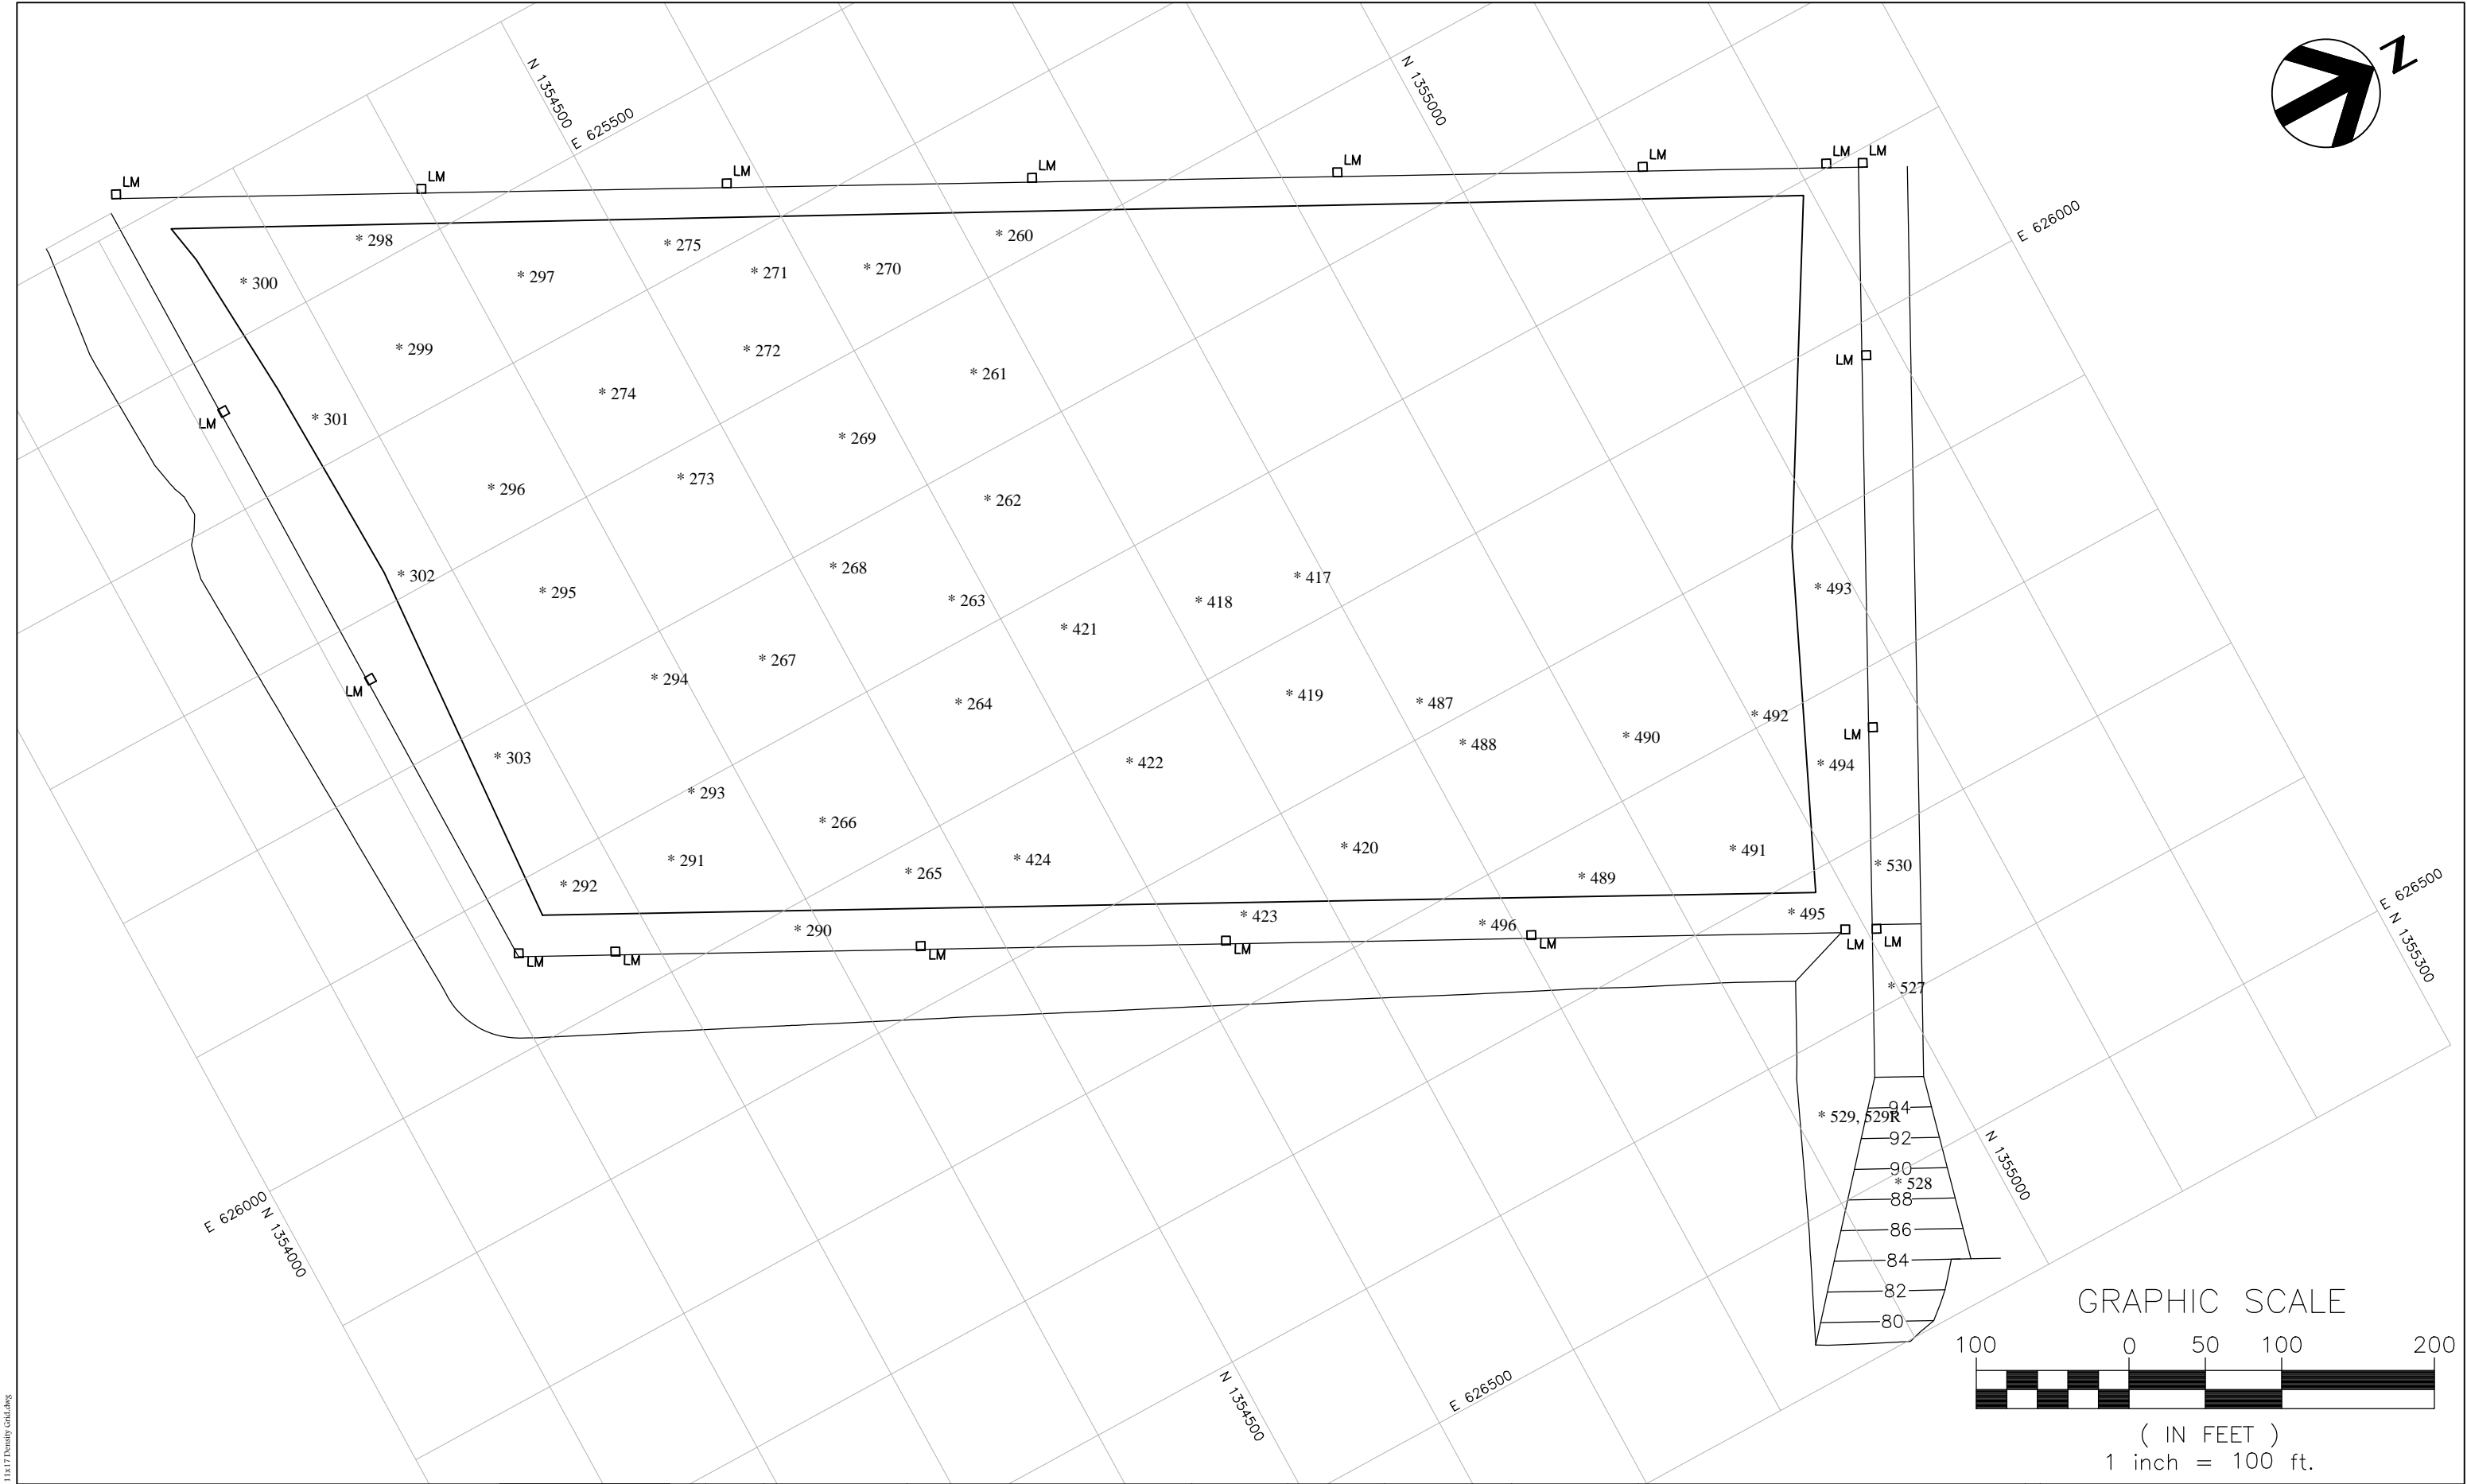 Z
N 1354500
N 1355000
E 625500
LM
LM
LM
LM
LM
LM
LM
LM
E 626000
* 298
* 275
* 260
* 300
* 297
* 271
* 270
* 299
* 272
LM
* 261
* 274
* 301
LM
* 269
* 273
* 296
* 262
* 302
* 268
* 417
* 493
* 295
* 263
* 418
* 421
* 267
* 294
LM
* 419
* 264
* 487
* 492
LM
* 490
* 488
* 303
* 422
* 494
* 293
* 266
* 420
* 491
* 291
* 424
* 530
* 265
* 489
* 292
E 626500
N 1355300
* 423
* 495
* 496
* 290
LM
LM
LM
LM
LM
LM
LM
* 527
94
* 529, 529R
92
90
* 528
88
86
84
82
80
N 1355000
E 626000
N 1354000
N 1354500
E 626500
GRAPHIC SCALE
100 0 50 100 200
( IN FEET )
1 inch = 100 ft.
11x17 Density Grid.dwg